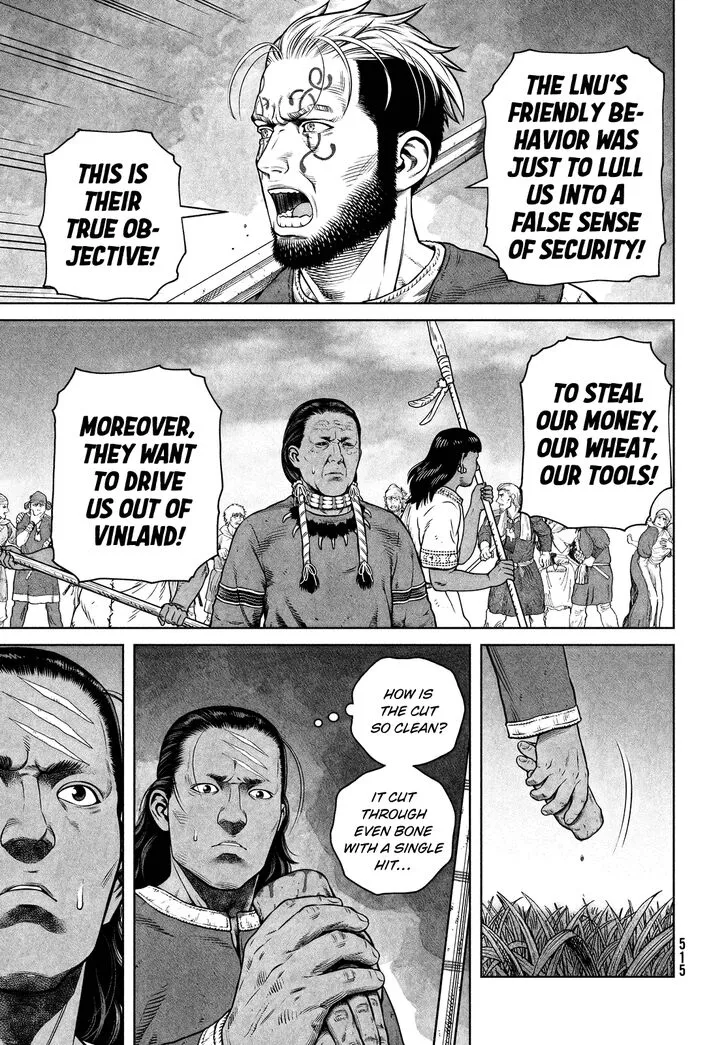 THE LNU'S
FRIENDLY BE-
HAVIOR WAS
JUST TO LULL
US INTO A
FALSE SENSE
OF SECURITY!
THIS IS
THEIR
TRUE OB-
JECTIVE!
TO STEAL
OUR MONEY,
OUR WHEAT,
OUR TOOLS!
MOREOVER,
THEY WANT
TO DRIVE
US OUT OF
VINLAND!
HOW IS
THE CUT
SO CLEAN?
IT CUT
THROUGH
EVEN BONE
WITH A SINGLE
HIT...
515